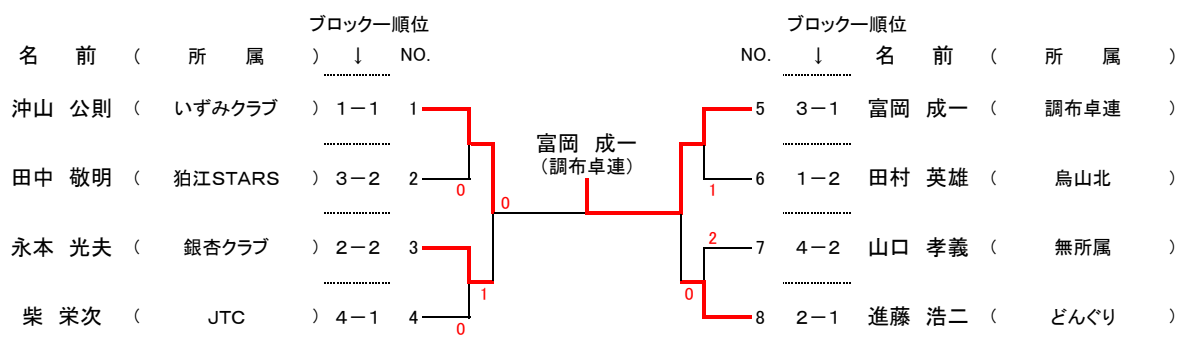 ブロックー順位 ブロックー順位
名 前 ( 所 属 ) ↓ NO. NO. ↓ 名 前 ( 所 属 )
沖山 公則 ( いずみクラブ ) 1-1 1 5 3-1 富岡 成一 ( 調布卓連 )
富岡 成一
(調布卓連)
田中 敬明 ( 狛江STARS ) 3-2 2 0 1 6 1-2 田村 英雄 ( 烏山北 )
0
永本 光夫 ( 銀杏クラブ ) 2-2 3 2 7 4-2 山口 孝義 ( 無所属 )
1 0
柴 栄次 ( JTC ) 4-1 4 0 8 2-1 進藤 浩二 ( どんぐり )